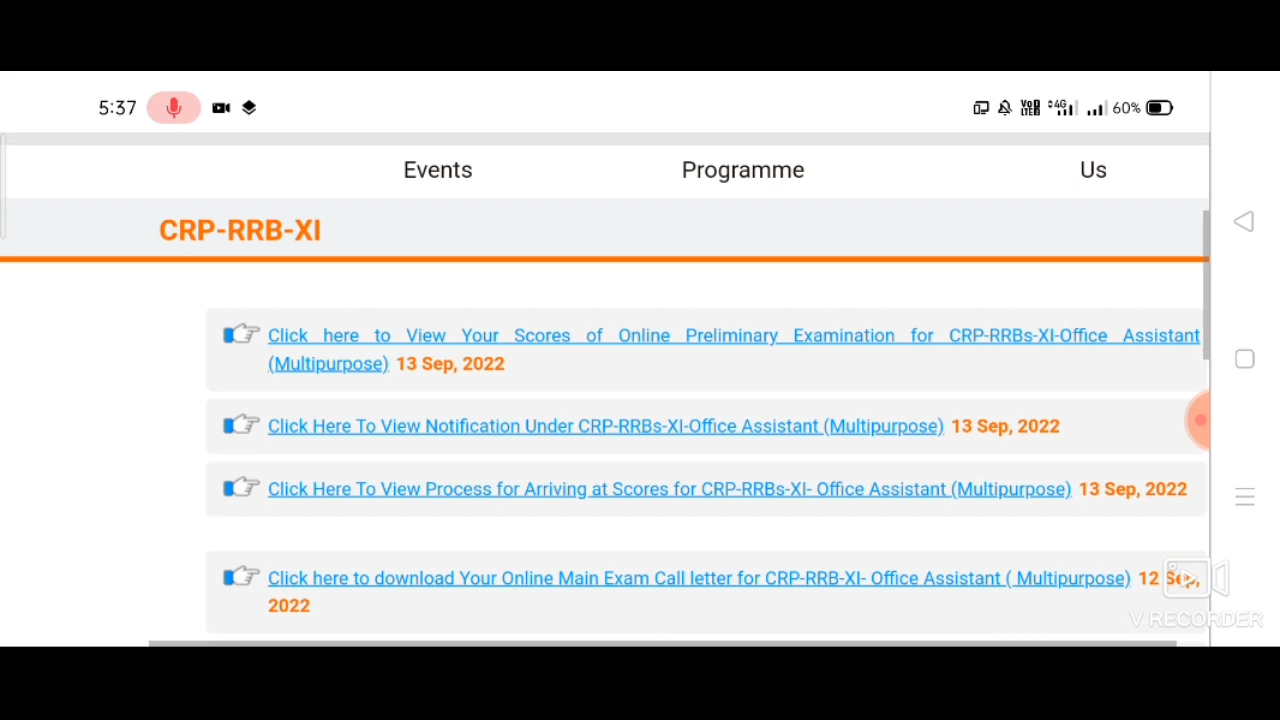 5:37 4G 60%
Events Programme Us
CRP-RRB-XI
Click here to View Your Scores of Online Preliminary Examination for CRP-RRBs-XI-Office Assistant
(Multipurpose) 13 Sep, 2022
Click Here To View Notification Under CRP-RRBs-XI-Office Assistant (Multipurpose) 13 Sep, 2022
Click Here To View Process for Arriving at Scores for CRP-RRBs-XI- Office Assistant (Multipurpose) 13 Sep, 2022
Click here to download Your Online Main Exam Call letter for CRP-RRB-XI- Office Assistant ( Multipurpose) 12 Sep,
2022
V RECORDER